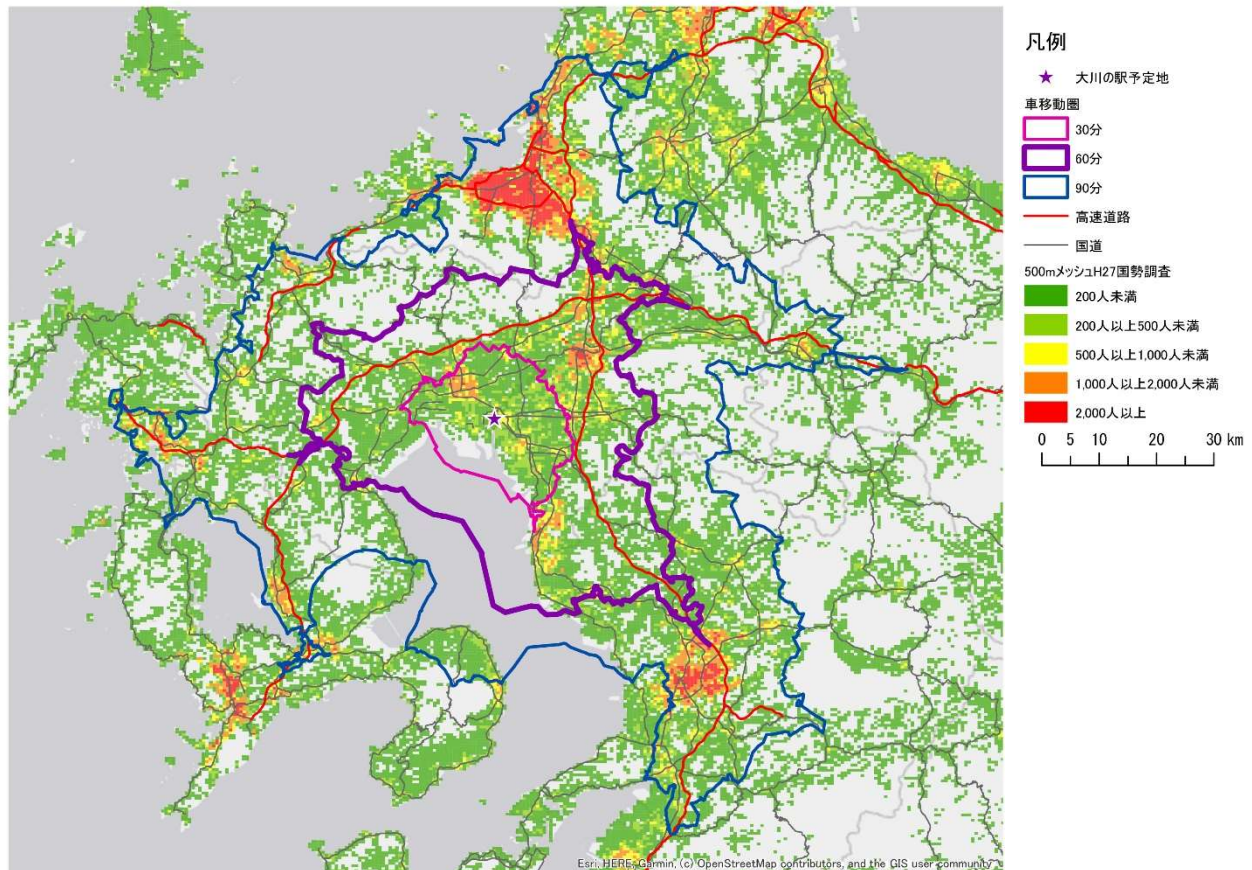 凡例
大川の駅予定地
車移動圏
30分
60分
90分
高速道路
国道
500mメッシュH27国勢調査
200人未満
200人以上500人未満
500人以上1,000人未満
1,000人以上2,000人未満
2,000人以上
0 5 10 20 30 km
Esri, HERE, Garmin, (c) OpenStreetMap contributors, and the GIS user community